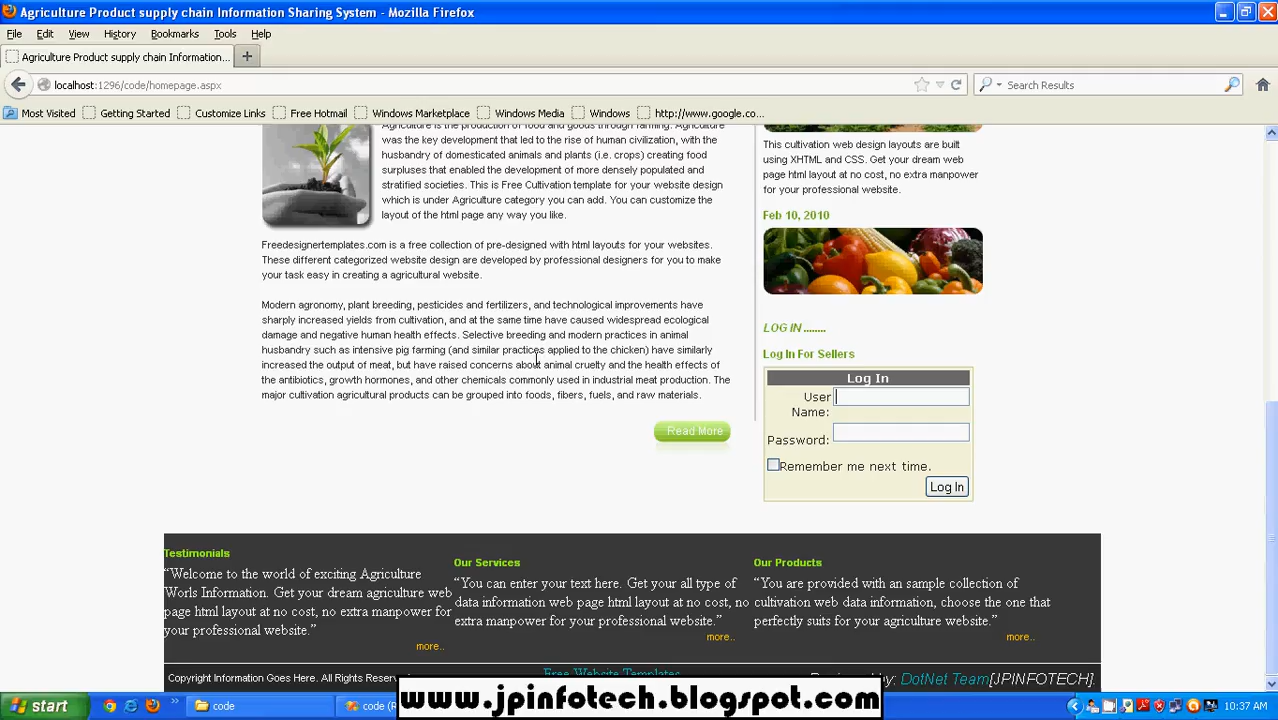 Agriculture Product supply chain Information Sharing System - Mozilla Firefox
File Edit View History Bookmarks Tools Help
Agriculture Product supply chain Information...
localhost:1296/code/homepage.aspx
Search Results
Most Visited Getting Started Customize Links Free Hotmail Windows Marketplace Windows Media Windows http://www.google.co...
Agriculture is the production of food and goods through farming. Agriculture
was the key development that led to the rise of human civilization, with the
husbandry of domesticated animals and plants (i.e. crops) creating food
surpluses that enabled the development of more densely populated and
stratified societies. This is Free Cultivation template for your website design
which is under Agriculture category you can add. You can customize the
layout of the html page any way you like.
Freedesignertemplates.com is a free collection of pre-designed with html layouts for your websites.
These different categorized website design are developed by professional designers for you to make
your task easy in creating a agricultural website.
Modern agronomy, plant breeding, pesticides and fertilizers, and technological improvements have
sharply increased yields from cultivation, and at the same time have caused widespread ecological
damage and negative human health effects. Selective breeding and modern practices in animal
husbandry such as intensive pig farming (and similar practices applied to the chicken) have similarly
increased the output of meat, but have raised concerns about animal cruelty and the health effects of
the antibiotics, growth hormones, and other chemicals commonly used in industrial meat production. The
major cultivation agricultural products can be grouped into foods, fibers, fuels, and raw materials.
Read More
This cultivation web design layouts are built
using XHTML and CSS. Get your dream web
page html layout at no cost, no extra manpower
for your professional website.
Feb 10, 2010
LOG IN ........
Log In For Sellers
Log In
User
Name:
Password:
Remember me next time.
Log In
Testimonials
“Welcome to the world of exciting Agriculture
Worls Information. Get your dream agriculture web
page html layout at no cost, no extra manpower for
your professional website.”
more..
Our Services
“You can enter your text here. Get your all type of
data information web page html layout at no cost, no
extra manpower for your professional website.”
more..
Our Products
“You are provided with an sample collection of
cultivation web data information, choose the one that
perfectly suits for your agriculture website.”
more..
Copyright Information Goes Here. All Rights
Free Website Templates
by: DotNet Team[JPINFOTECH].
www.jpinfotech.blogspot.com
start
code
code
10:37 AM